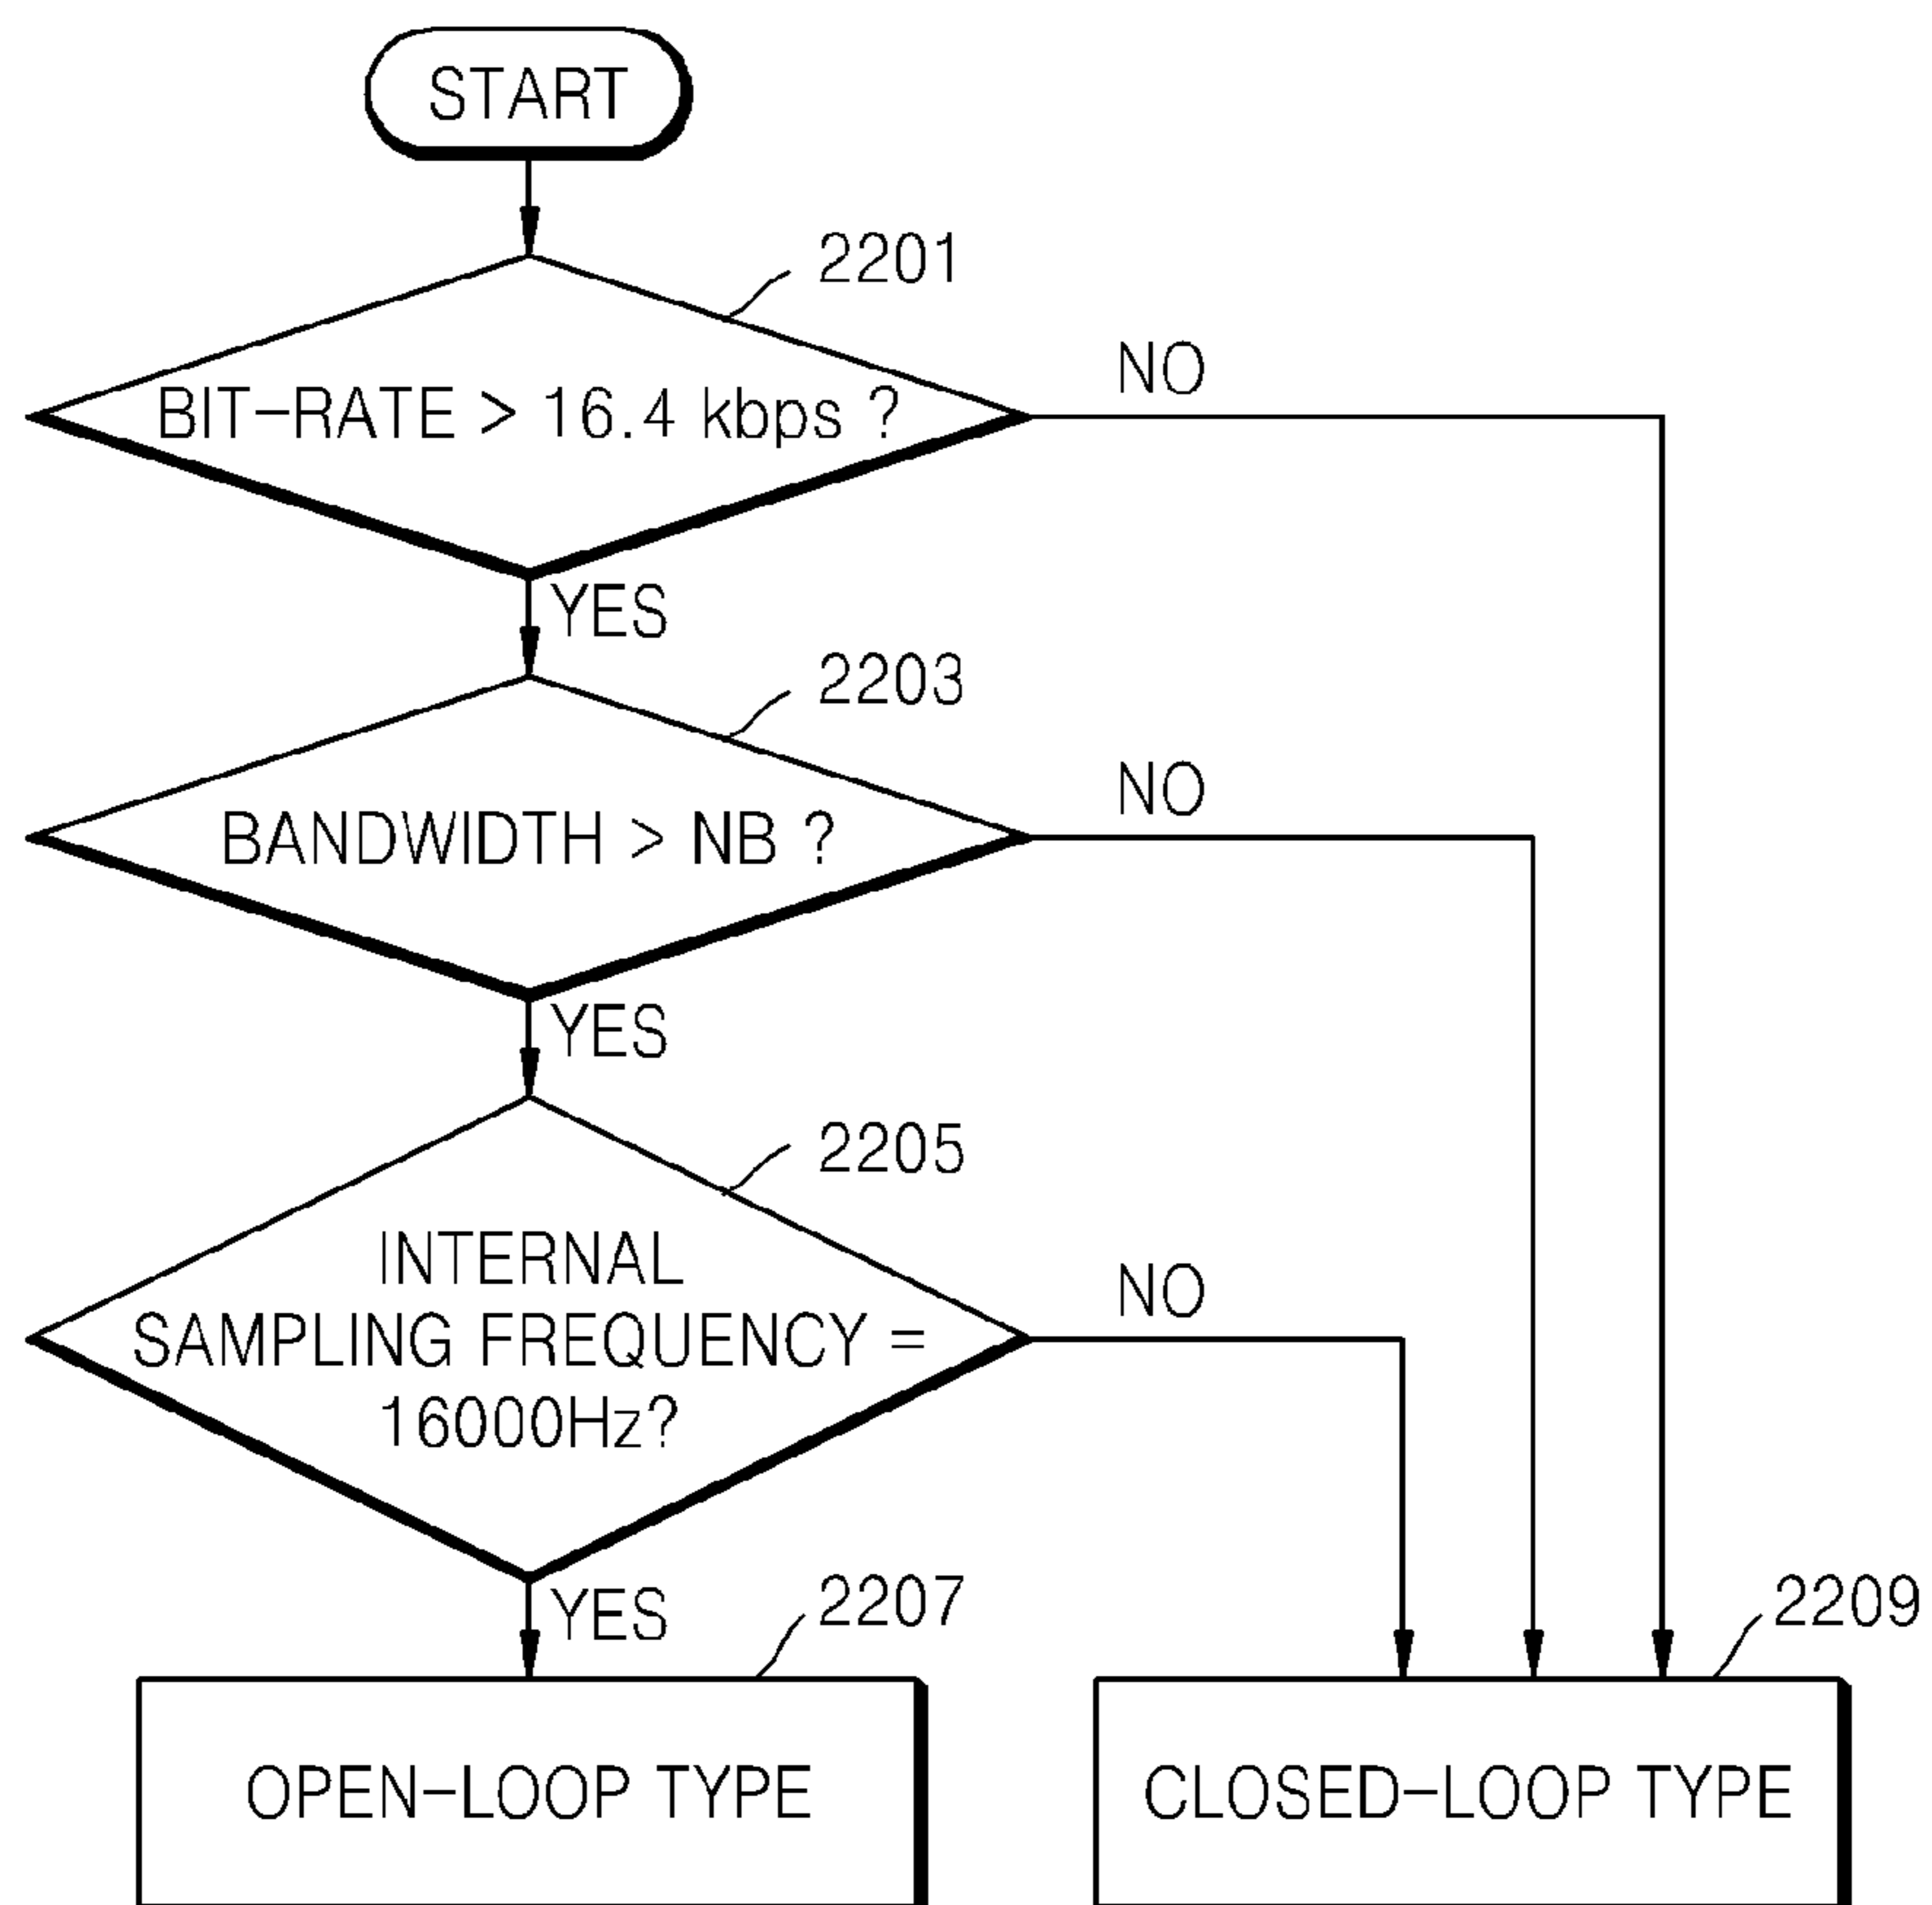 START
2201
BIT-RATE > 16.4 kbps ?
NO
YES
2203
BANDWIDTH > NB ?
NO
YES
2205
INTERNAL
SAMPLING FREQUENCY =
16000Hz?
NO
YES
2207
2209
OPEN-LOOP TYPE
CLOSED-LOOP TYPE